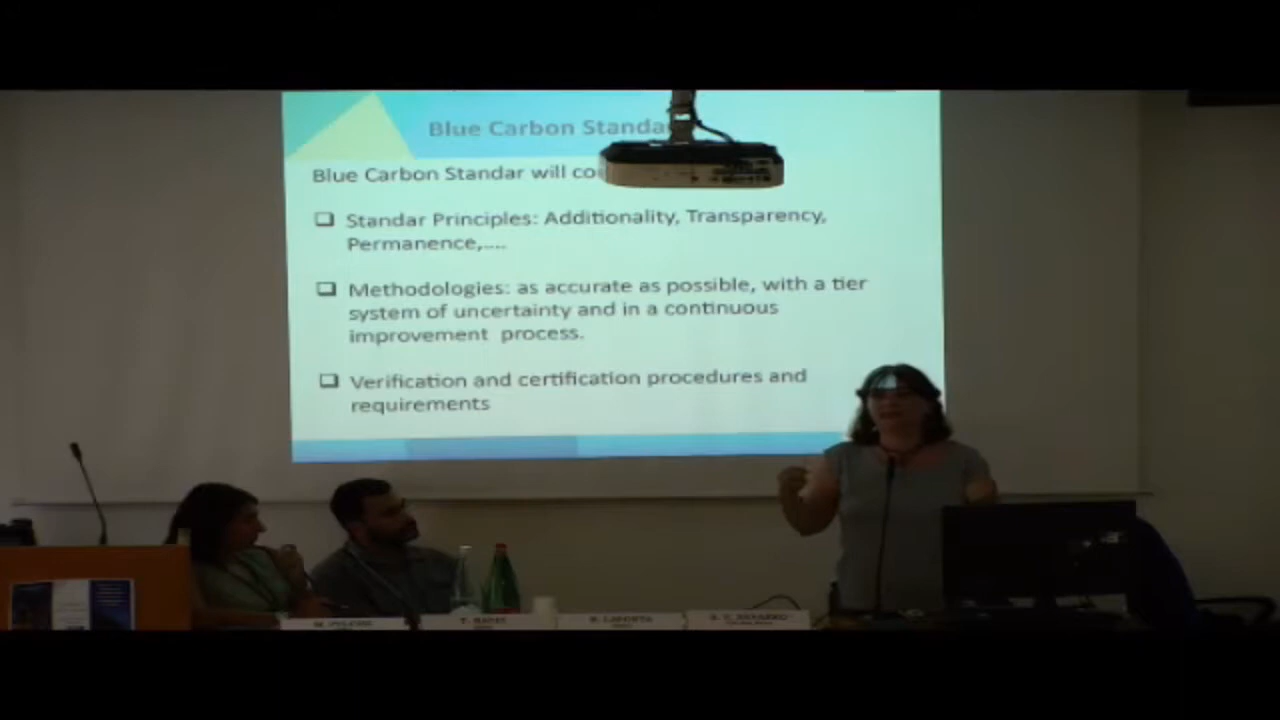 Blue Carbon Standa
Blue Carbon Standar will co
❑ Standar Principles: Additionality, Transparency,
Permanence,....
❑ Methodologies: as accurate as possible, with a tier
system of uncertainty and in a continuous
improvement process.
❑ Verification and certification procedures and
requirements